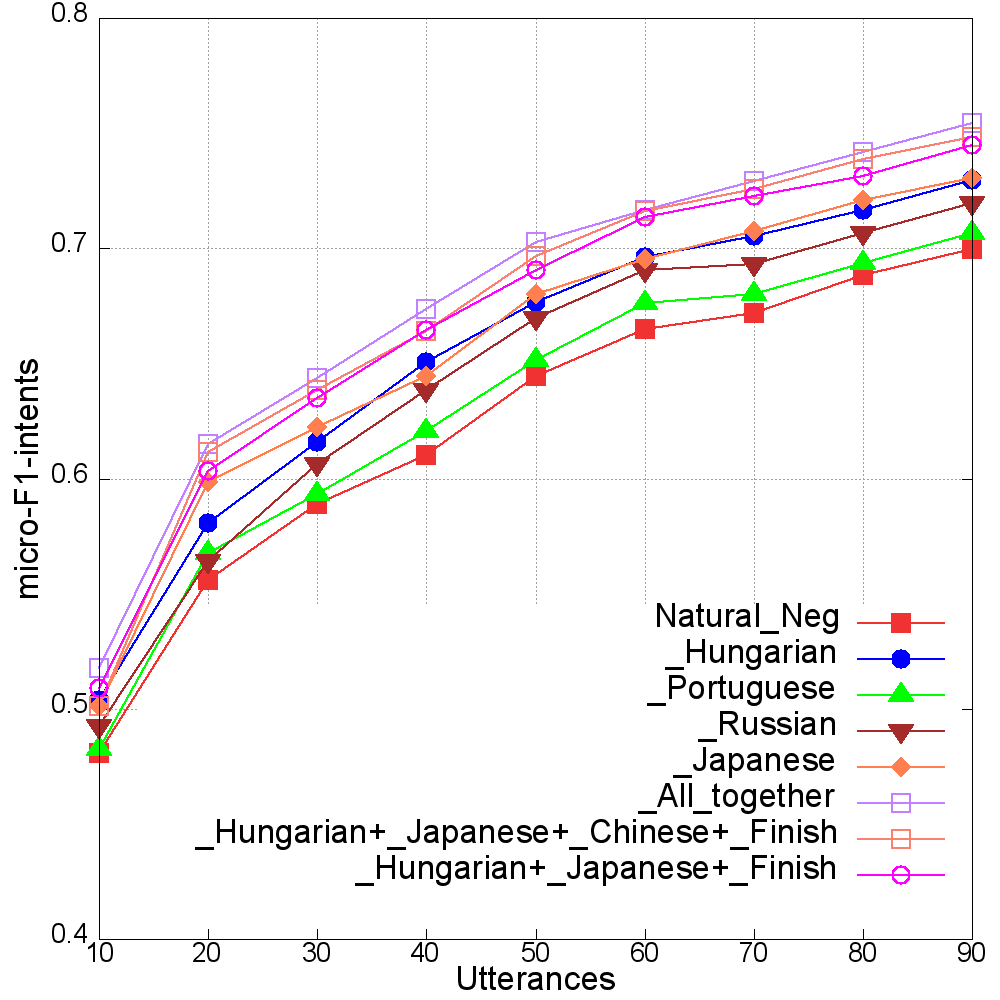 0.8
0.7
0.6
0.5
0.4
micro-F1-intents
Natural_Neg
_Hungarian
_Portuguese
_Russian
_Japanese
_All_together
_Hungarian+_Japanese+_Chinese+_Finish
_Hungarian+_Japanese+_Finish
10 20 30 40 50 60 70 80 90
Utterances